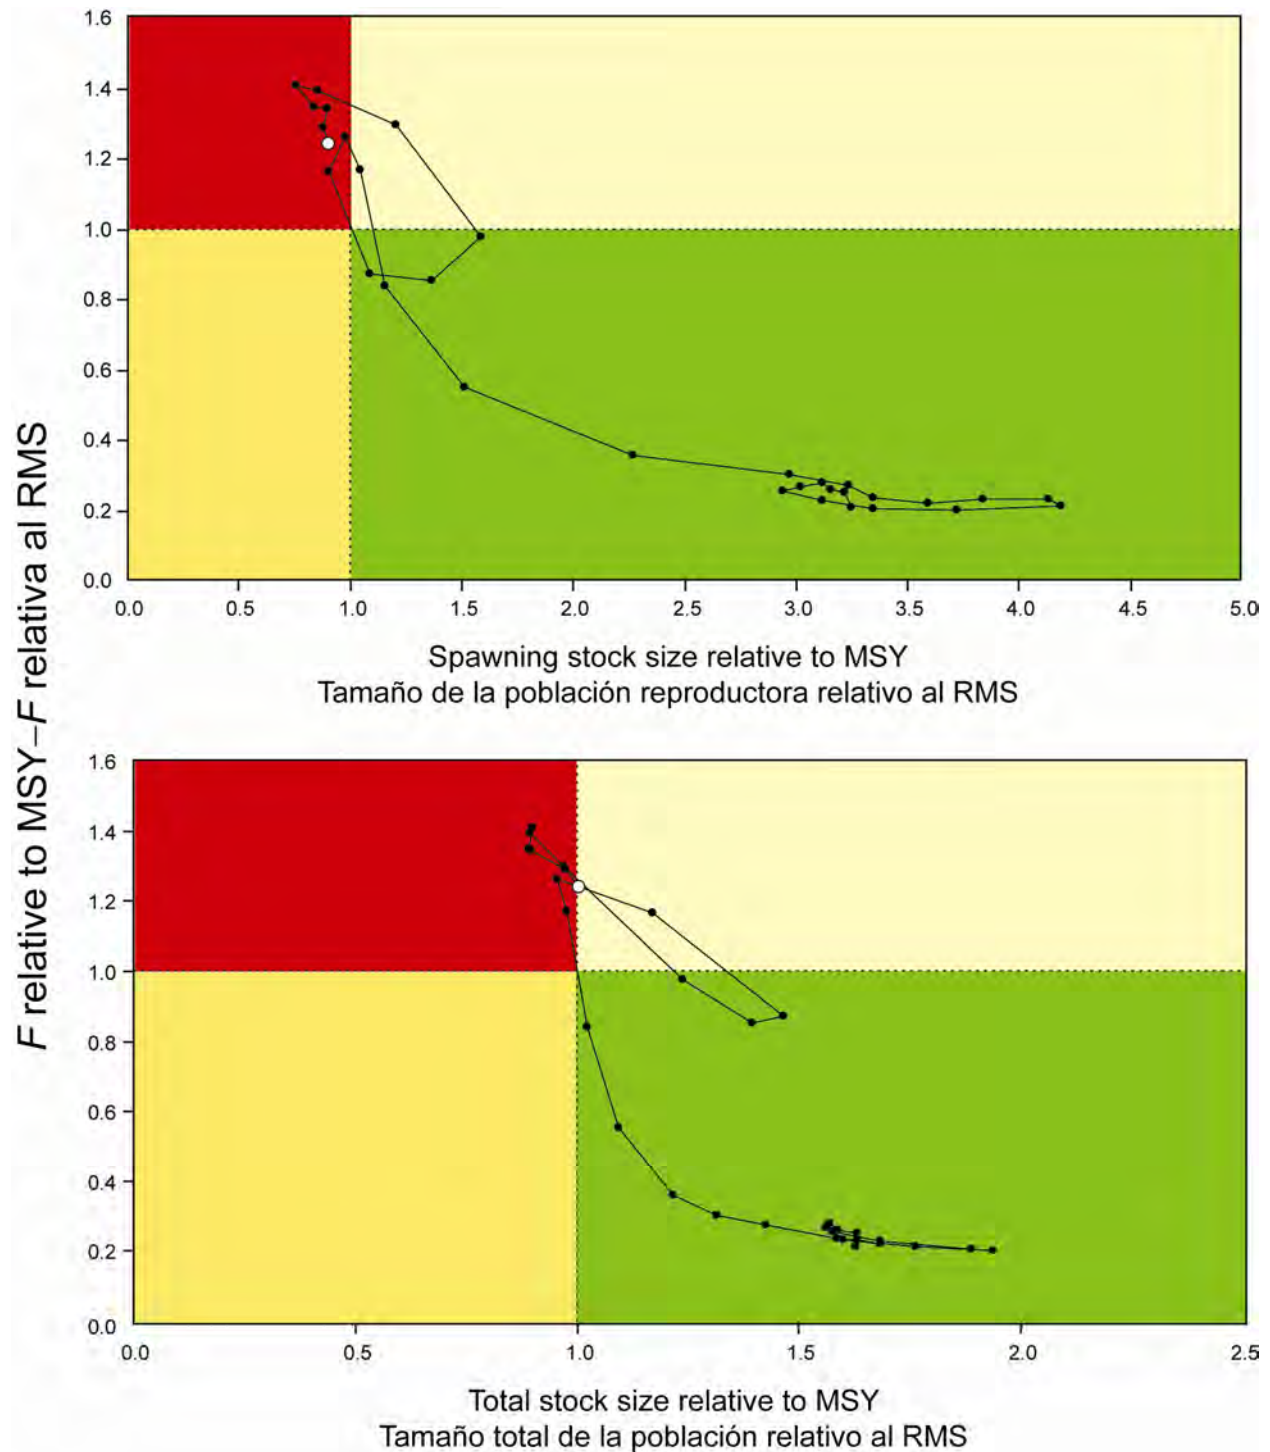 F relative to MSY–F relativa al RMS
1.6
1.4
1.2
1.0
0.8
0.6
0.4
0.2
0.0
0.0 0.5 1.0 1.5 2.0 2.5 3.0 3.5 4.0 4.5 5.0
Spawning stock size relative to MSY
Tamaño de la población reproductora relativo al RMS
1.6
1.4
1.2
1.0
0.8
0.6
0.4
0.2
0.0
0.0 0.5 1.0 1.5 2.0 2.5
Total stock size relative to MSY
Tamaño total de la población relativo al RMS